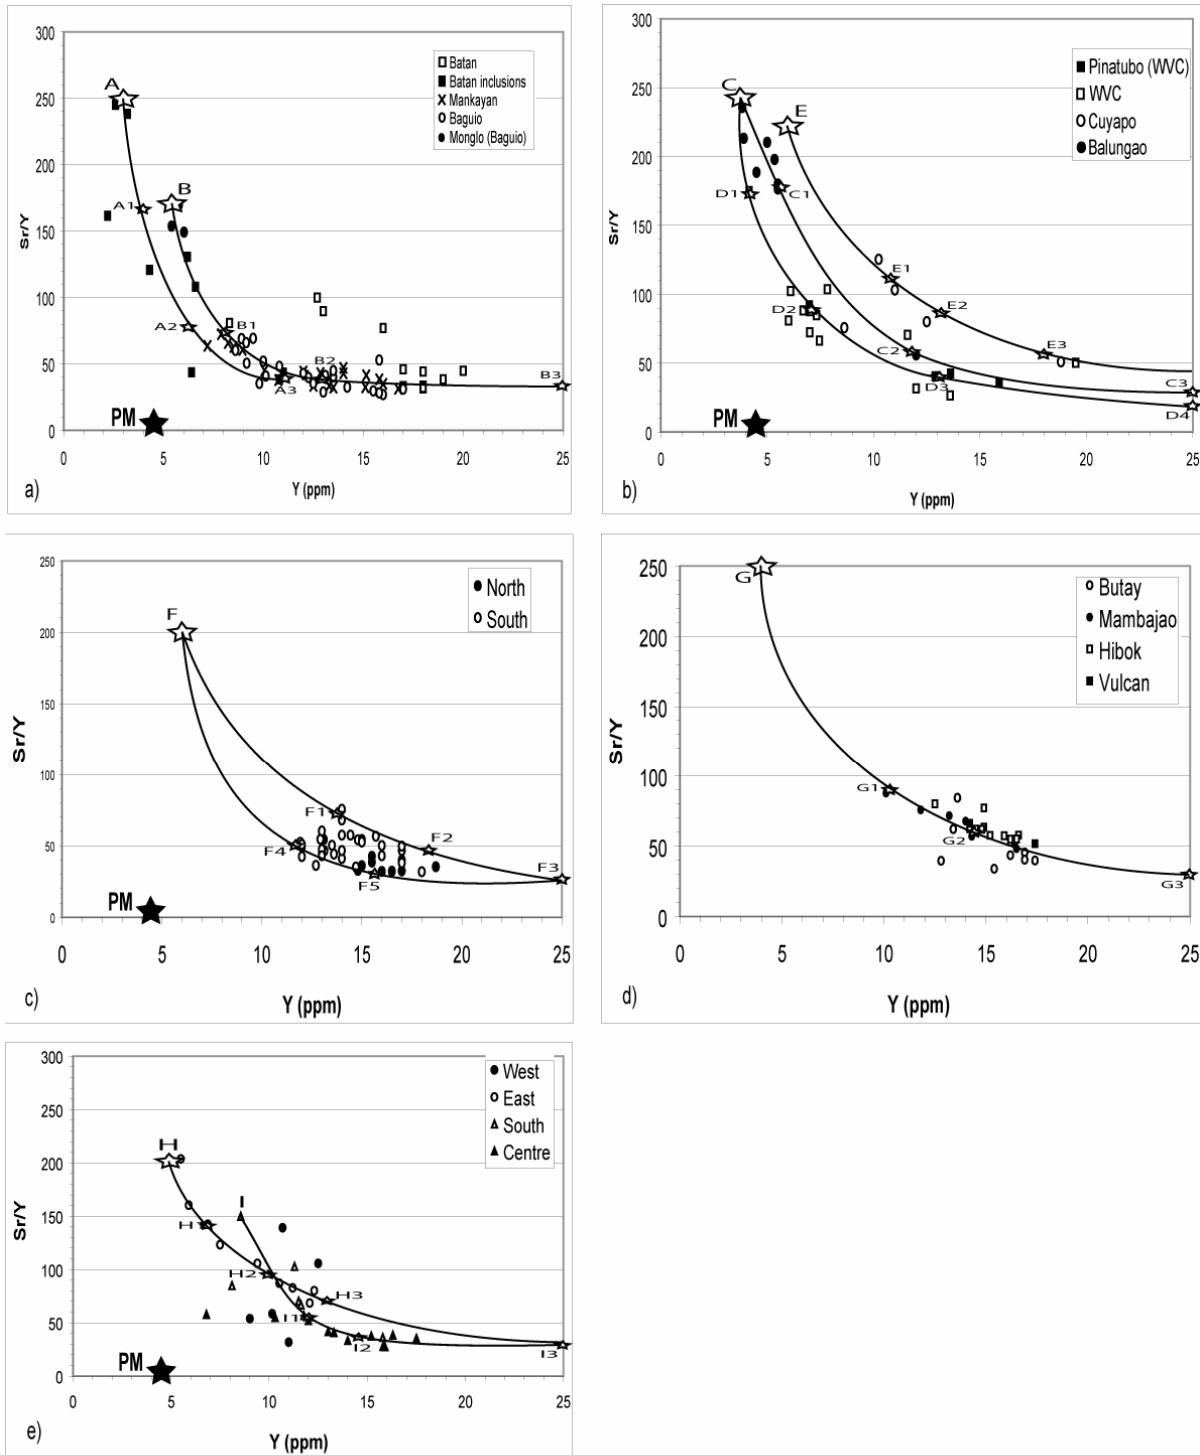 300
250
200
150
100
50
0
Sr/Y
A
A1
A2
A3
B
B1
B2
B3
PM
Batan
Batan inclusions
Mankayan
Baguio
Monglo (Baguio)
0 5 10 15 20 25
Y (ppm)
a)
300
250
200
150
100
50
0
Sr/Y
C
E
D1
C1
E1
D2
E2
C2
E3
D3
C3
D4
PM
Pinatubo (WVC)
WVC
Cuyapo
Balungao
0 5 10 15 20 25
Y (ppm)
b)
250
200
150
100
50
0
Sr/Y
F
F1
F2
F3
F4
F5
PM
North
South
0 5 10 15 20 25
Y (ppm)
c)
250
200
150
100
50
0
Sr/Y
G
G1
G2
G3
Butay
Mambajao
Hibok
Vulcan
0 5 10 15 20 25
Y (ppm)
d)
300
250
200
150
100
50
0
Sr/Y
H
I
H
H2
H3
I1
I2
I3
PM
West
East
South
Centre
0 5 10 15 20 25
Y (ppm)
e)